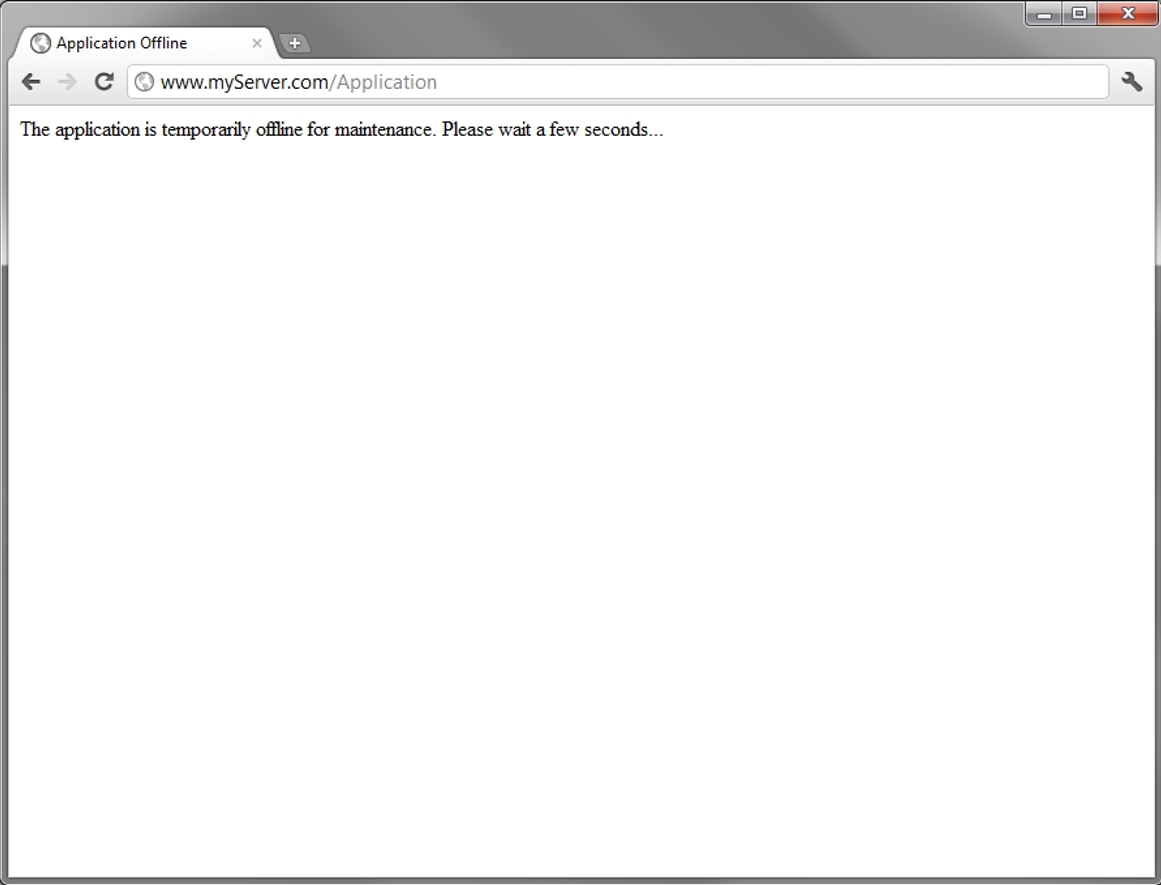 Application Offline
www.myServer.com/Application
The application is temporarily offline for maintenance. Please wait a few seconds...